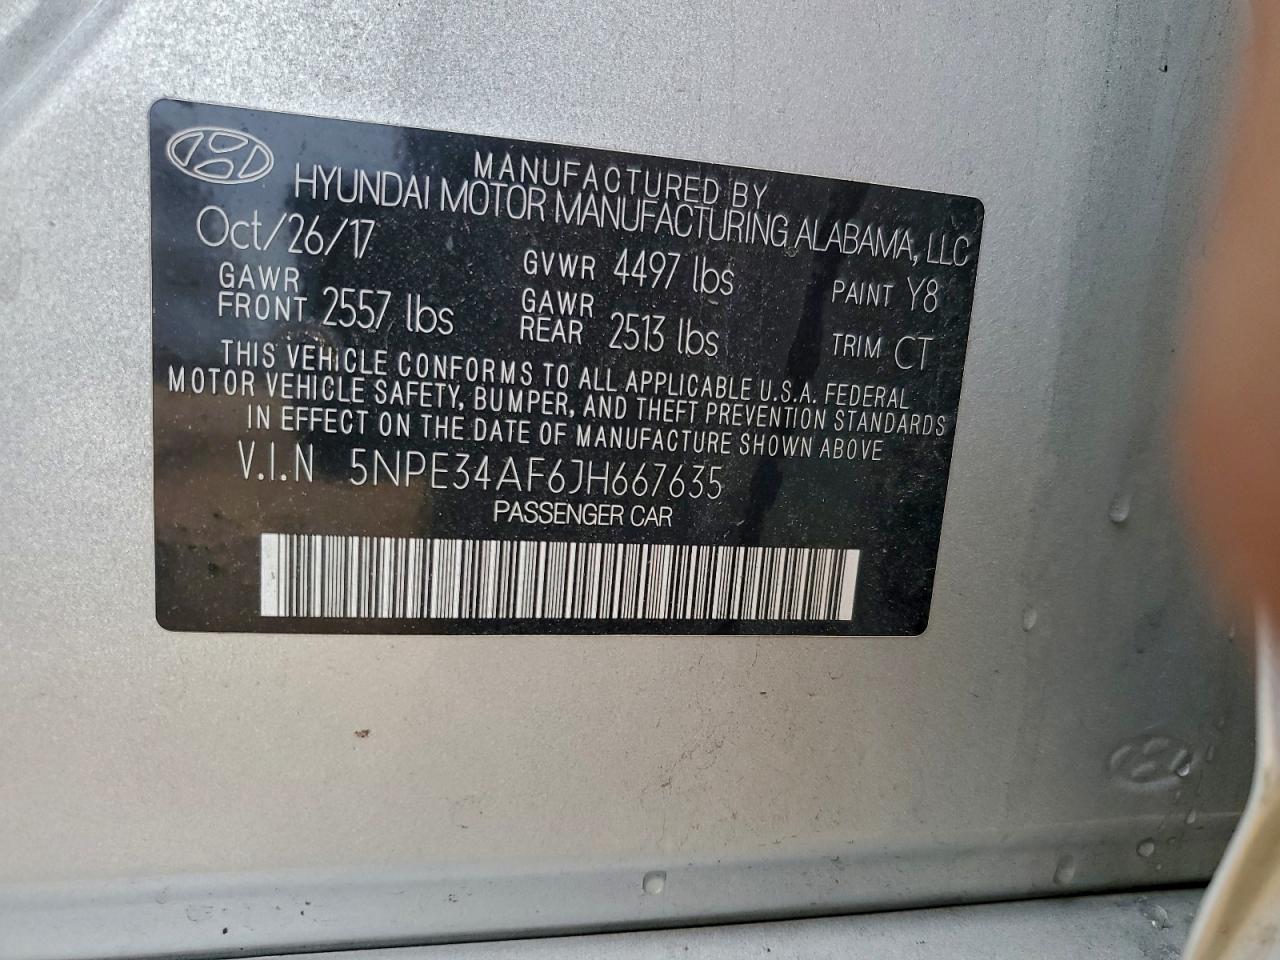 MANUFACTURED BY
HYUNDAI MOTOR MANUFACTURING ALABAMA, LLC
Oct/26/17 GVWR 4497 lbs PAINT Y8
GAWR FRONT 2557 lbs GAWR REAR 2513 lbs TRIM CT
THIS VEHICLE CONFORMS TO ALL APPLICABLE U.S.A. FEDERAL
MOTOR VEHICLE SAFETY, BUMPER, AND THEFT PREVENTION STANDARDS
IN EFFECT ON THE DATE OF MANUFACTURE SHOWN ABOVE
V.I.N 5NPE34AF6JH667635
PASSENGER CAR